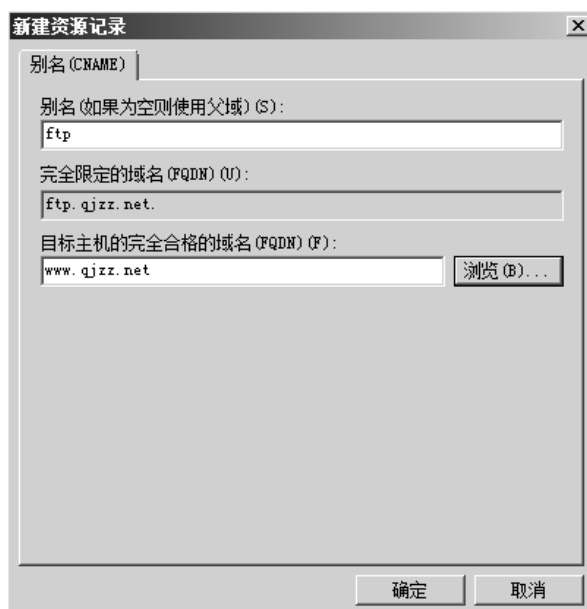 新建资源记录
别名(CNAME)
别名(如果为空则使用父域)(S):
ftp
完全限定的域名(FQDN)(U):
ftp.qjzz.net.
目标主机的完全合格的域名(FQDN)(F):
www.qjzz.net
浏览(B)...
确定
取消